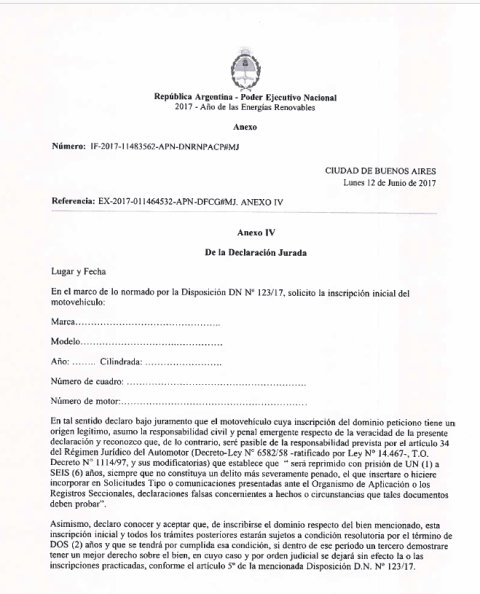 República Argentina - Poder Ejecutivo Nacional
2017 - Año de las Energías Renovables
Anexo
Número: IF-2017-11483562-APN-DNRNPACP#MJ
CIUDAD DE BUENOS AIRES
Lunes 12 de Junio de 2017
Referencia: EX-2017-011464532-APN-DFCG#MJ. ANEXO IV
Anexo IV
De la Declaración Jurada
Lugar y Fecha
En el marco de lo normado por la Disposición DN N° 123/17, solicito la inscripción inicial del
motovehículo:
Marca................................................
Modelo................................................
Año: ........ Cilindrada: ..........................
Número de cuadro: ............................................................
Número de motor:..........................................................
En tal sentido declaro bajo juramento que el motovehículo cuya inscripción del dominio peticiono tiene un
origen legítimo, asumo la responsabilidad civil y penal emergente respecto de la veracidad de la presente
declaración y reconozco que, de lo contrario, seré pasible de la responsabilidad prevista por el artículo 34
del Régimen Jurídico del Automotor (Decreto-Ley N° 6582/58 -ratificado por Ley N° 14.467-, T.O.
Decreto N° 1114/97, y sus modificatorias) que establece que " será reprimido con prisión de UN (1) a
SEIS (6) años, siempre que no constituya un delito más severamente penado, el que insertare o hiciere
incorporar en Solicitudes Tipo o comunicaciones presentadas ante el Organismo de Aplicación o los
Registros Seccionales, declaraciones falsas concernientes a hechos o circunstancias que tales documentos
deben probar".
Asimismo, declaro conocer y aceptar que, de inscribirse el dominio respecto del bien mencionado, esta
inscripción inicial y todos los trámites posteriores estarán sujetos a condición resolutoria por el término de
DOS (2) años y que se tendrá por cumplida esa condición, si dentro de ese período un tercero demostrare
tener un mejor derecho sobre el bien, en cuyo caso y por orden judicial se dejará sin efecto la o las
inscripciones practicadas, conforme el artículo 5° de la mencionada Disposición D.N. N° 123/17.